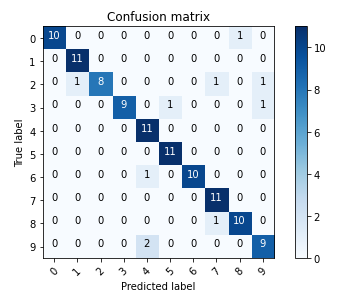 Confusion matrix
0 10 0 0 0 0 0 0 0 1 0
1 0 11 0 0 0 0 0 0 0 0
2 0 1 8 0 0 0 0 1 0 1
3 0 0 0 9 0 1 0 0 0 1
4 0 0 0 0 11 0 0 0 0 0
5 0 0 0 0 0 11 0 0 0 0
6 0 0 0 0 1 0 10 0 0 0
7 0 0 0 0 0 0 0 11 0 0
8 0 0 0 0 0 0 0 1 10 0
9 0 0 0 0 2 0 0 0 0 9
0 1 2 3 4 5 6 7 8 9
True label
Predicted label
10
8
6
4
2
0